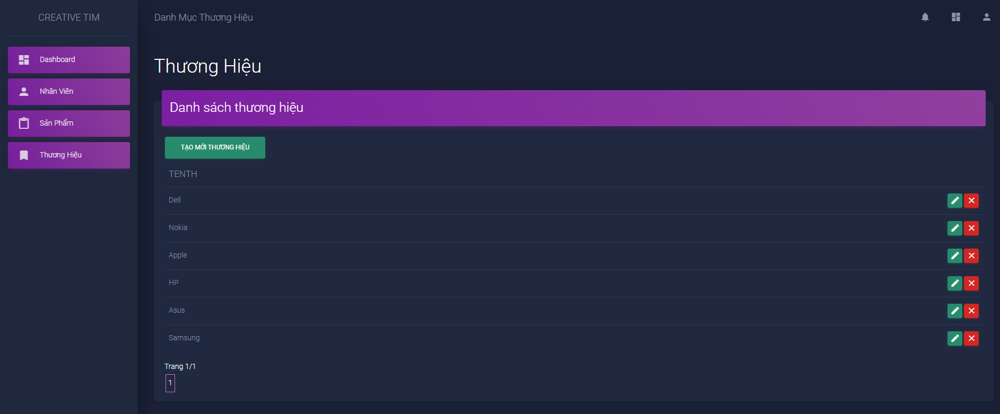 CREATIVE TIM
Danh Mục Thương Hiệu
Dashboard
Nhân Viên
Sản Phẩm
Thương Hiệu
Thương Hiệu
Danh sách thương hiệu
TẠO MỚI THƯƠNG HIỆU
TENTH
Dell
Nokia
Apple
HP
Asus
Samsung
Trang 1/1
1